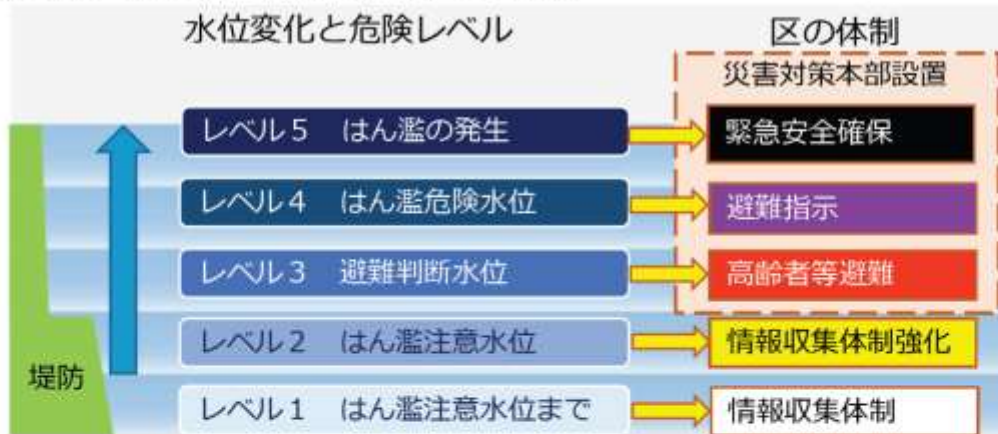 水位変化と危険レベル
区の体制
災害対策本部設置
レベル5 はん濫の発生
緊急安全確保
レベル4 はん濫危険水位
避難指示
レベル3 避難判断水位
高齢者等避難
レベル2 はん濫注意水位
情報収集体制強化
堤防
レベル1 はん濫注意水位まで
情報収集体制